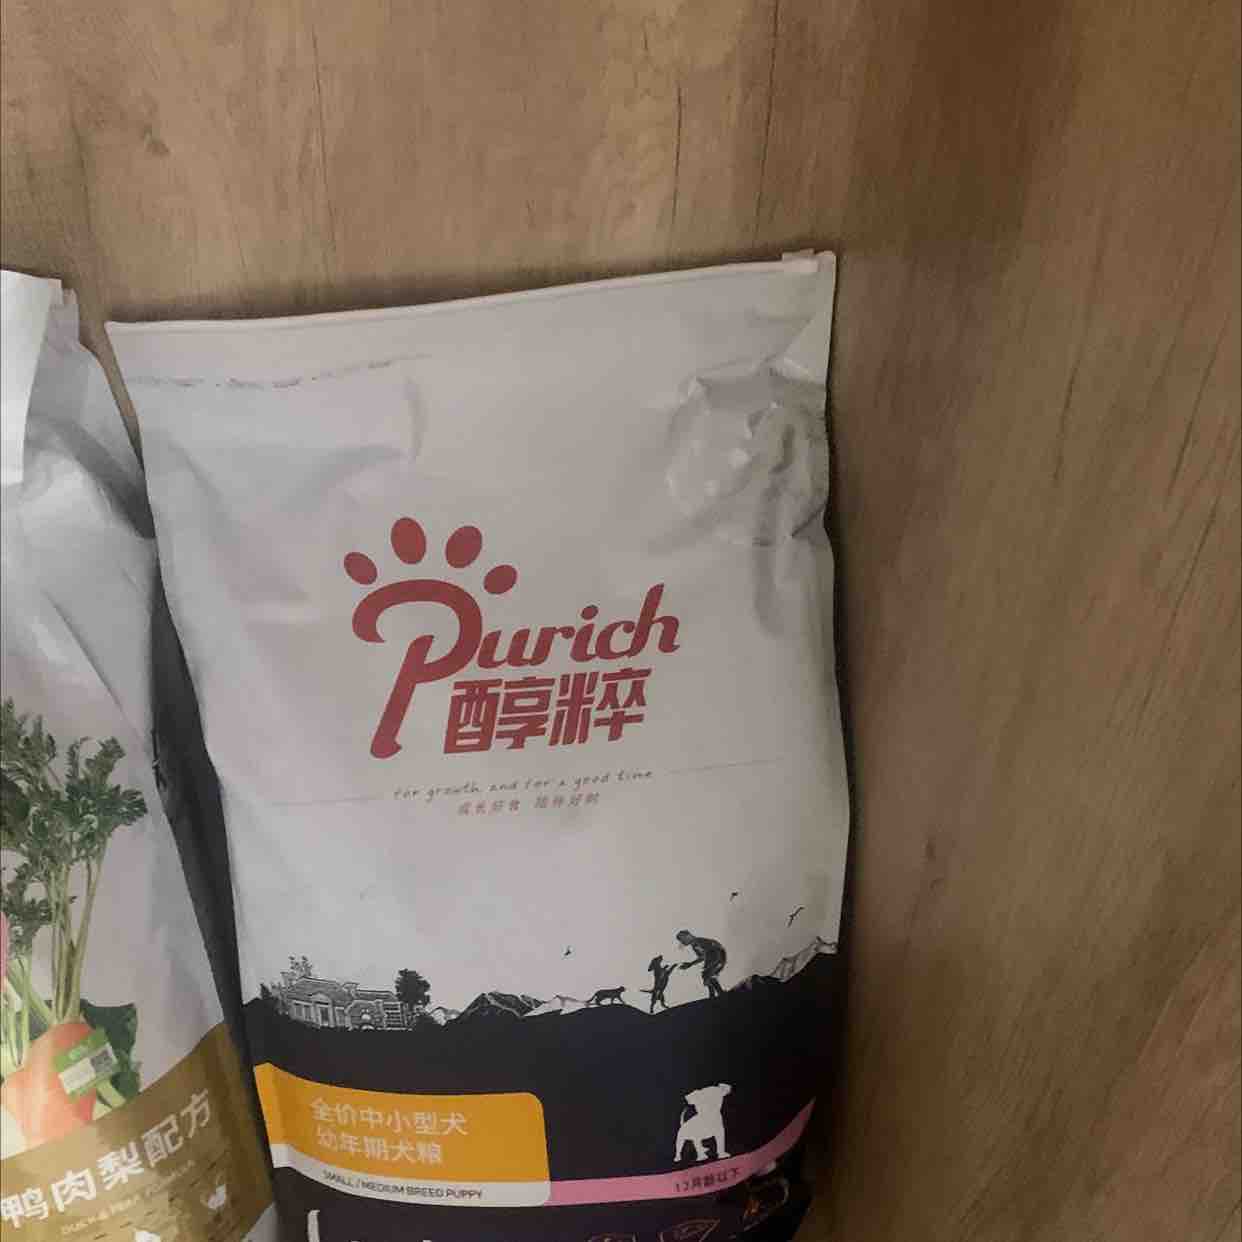 Purich
醇粹
for growth and for a good time
成长好食 陪伴好时
全价中小型犬
幼年期犬粮
SMALL / MEDIUM BREED PUPPY
12月龄以下
鸭肉梨配方